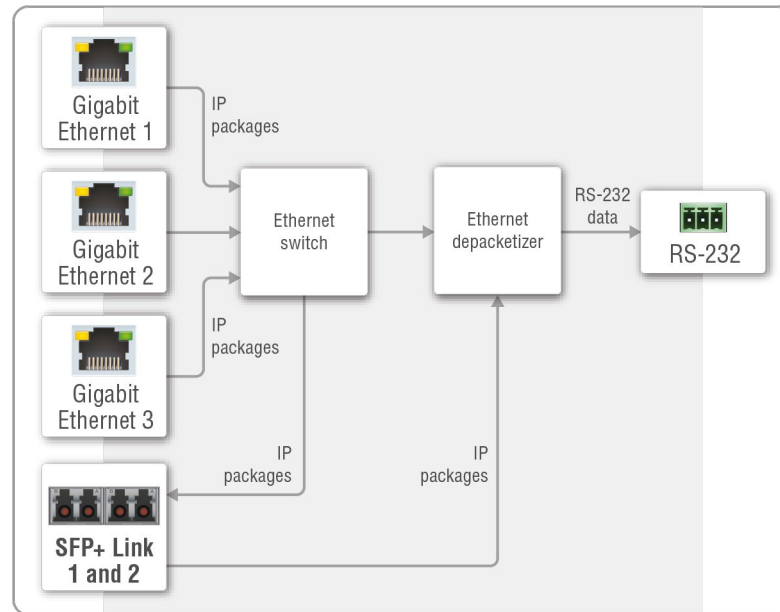 Gigabit
Ethernet 1
IP
packages
Gigabit
Ethernet 2
Ethernet
switch
Ethernet
depacketizer
RS-232
data
RS-232
Gigabit
Ethernet 3
IP
packages
IP
packages
IP
packages
SFP+ Link
1 and 2